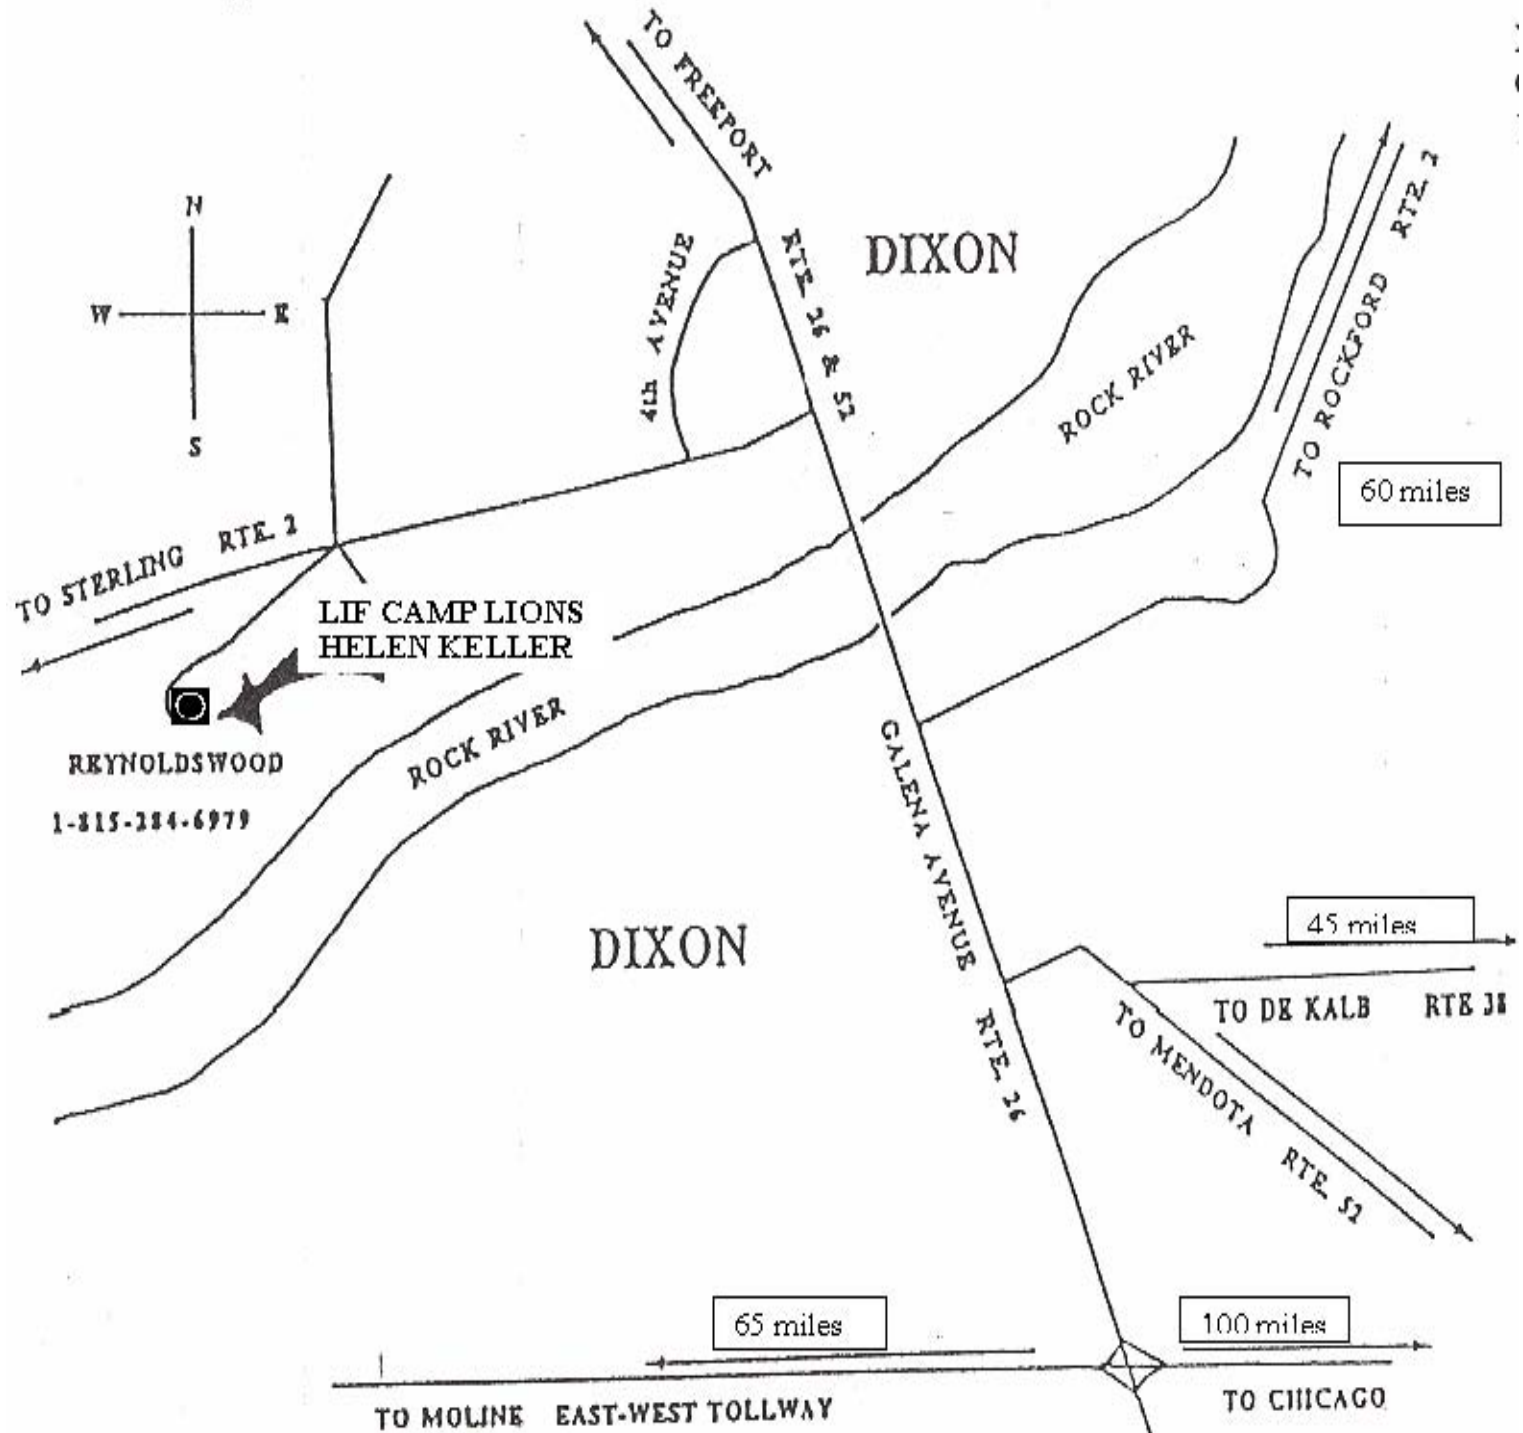 TO FREEPORT
N
W
E
S
4th AVENUE
RTE. 26 & 52
DIXON
ROCK RIVER
TO ROCKFORD RTE. 2
60 miles
TO STERLING RTE. 2
LIF CAMP LIONS
HELEN KELLER
REYNOLDSWOOD
1-815-284-6979
ROCK RIVER
GALENA AVENUE RTE. 26
DIXON
45 miles
TO DE KALB RTE 38
TO MENDOTA RTE. 52
65 miles
100 miles
TO MOLINE EAST-WEST TOLLWAY
TO CHICAGO